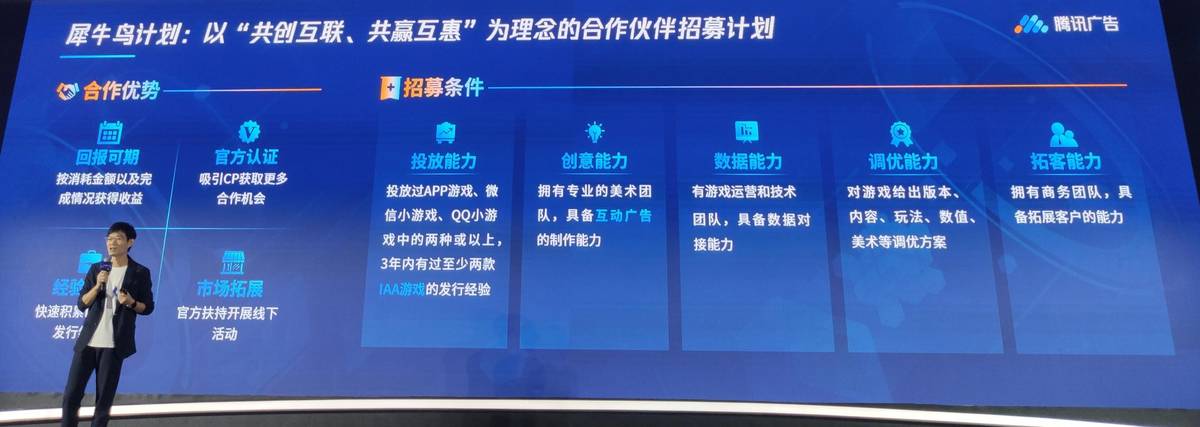 犀牛鸟计划：以“共创互联、共赢互惠”为理念的合作伙伴招募计划
腾讯广告
合作优势
回报可期
按消耗金额以及完
成情况获得收益
官方认证
吸引CP获取更多
合作机会
经验
快速积累
发行
市场拓展
官方扶持开展线下
活动
招募条件
投放能力
投放过APP游戏、微
信小游戏、QQ小游
戏中的两种或以上，
3年内有过至少两款
IAA游戏的发行经验
创意能力
拥有专业的美术团
队，具备互动广告
的制作能力
数据能力
有游戏运营和技术
团队，具备数据对
接能力
调优能力
对游戏给出版本、
内容、玩法、数值、
美术等调优方案
拓客能力
拥有商务团队，具
备拓展客户的能力